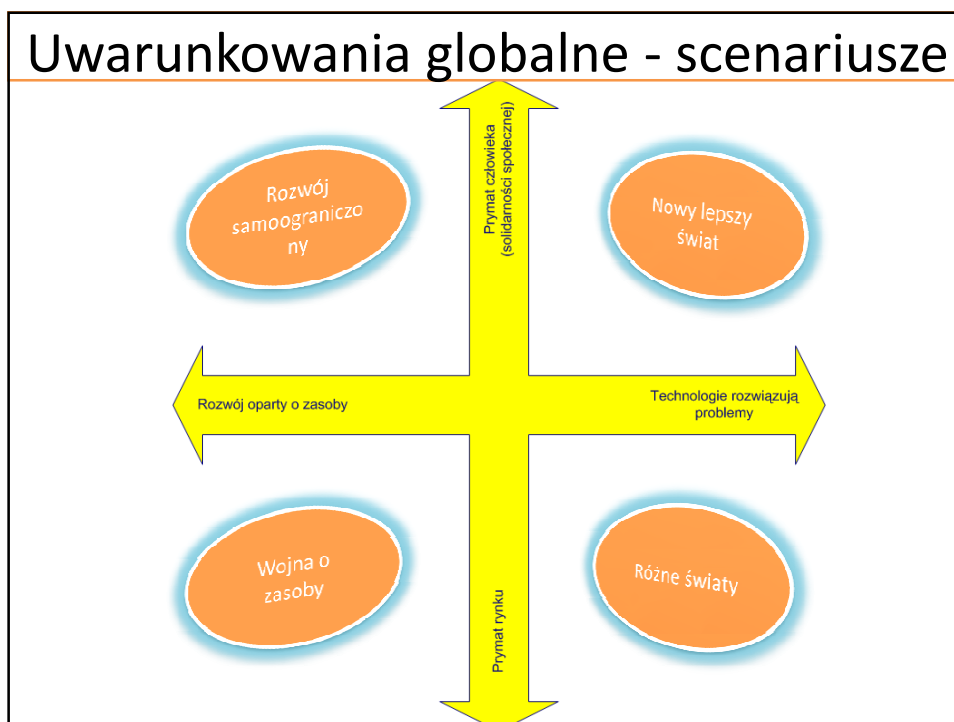 Uwarunkowania globalne - scenariusze
Prymat człowieka
(solidarności społecznej)
Rozwój
samoograniczo
ny
Nowy lepszy
świat
Rozwój oparty o zasoby
Technologie rozwiązują
problemy
Wojna o
zasoby
Różne światy
Prymat rynku